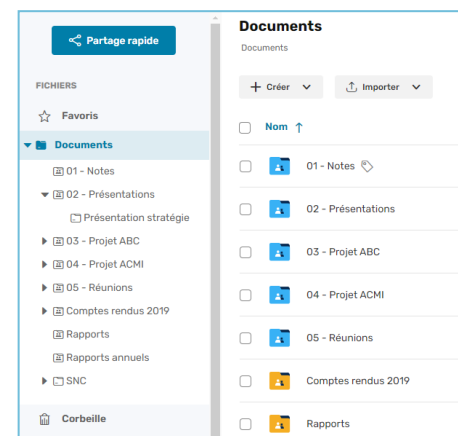 Partage rapide
FICHIERS
Favoris
Documents
01 - Notes
02 - Présentations
Présentation stratégie
03 - Projet ABC
04 - Projet ACMI
05 - Réunions
Comptes rendus 2019
Rapports
Rapports annuels
SNC
Corbeille
Documents
Documents
Créer
Importer
Nom
01 - Notes
02 - Présentations
03 - Projet ABC
04 - Projet ACMI
05 - Réunions
Comptes rendus 2019
Rapports